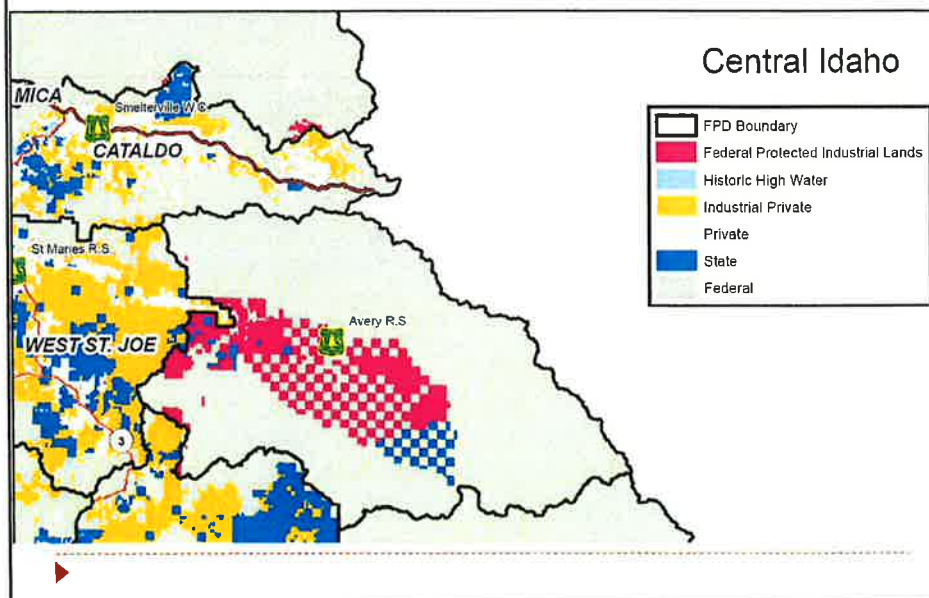 Central Idaho
FPD Boundary
Federal Protected Industrial Lands
Historic High Water
Industrial Private
Private
State
Federal
MICA
Smelterville W.C.
CATALDO
St Maries R.S.
Avery R.S
WEST ST. JOE
3